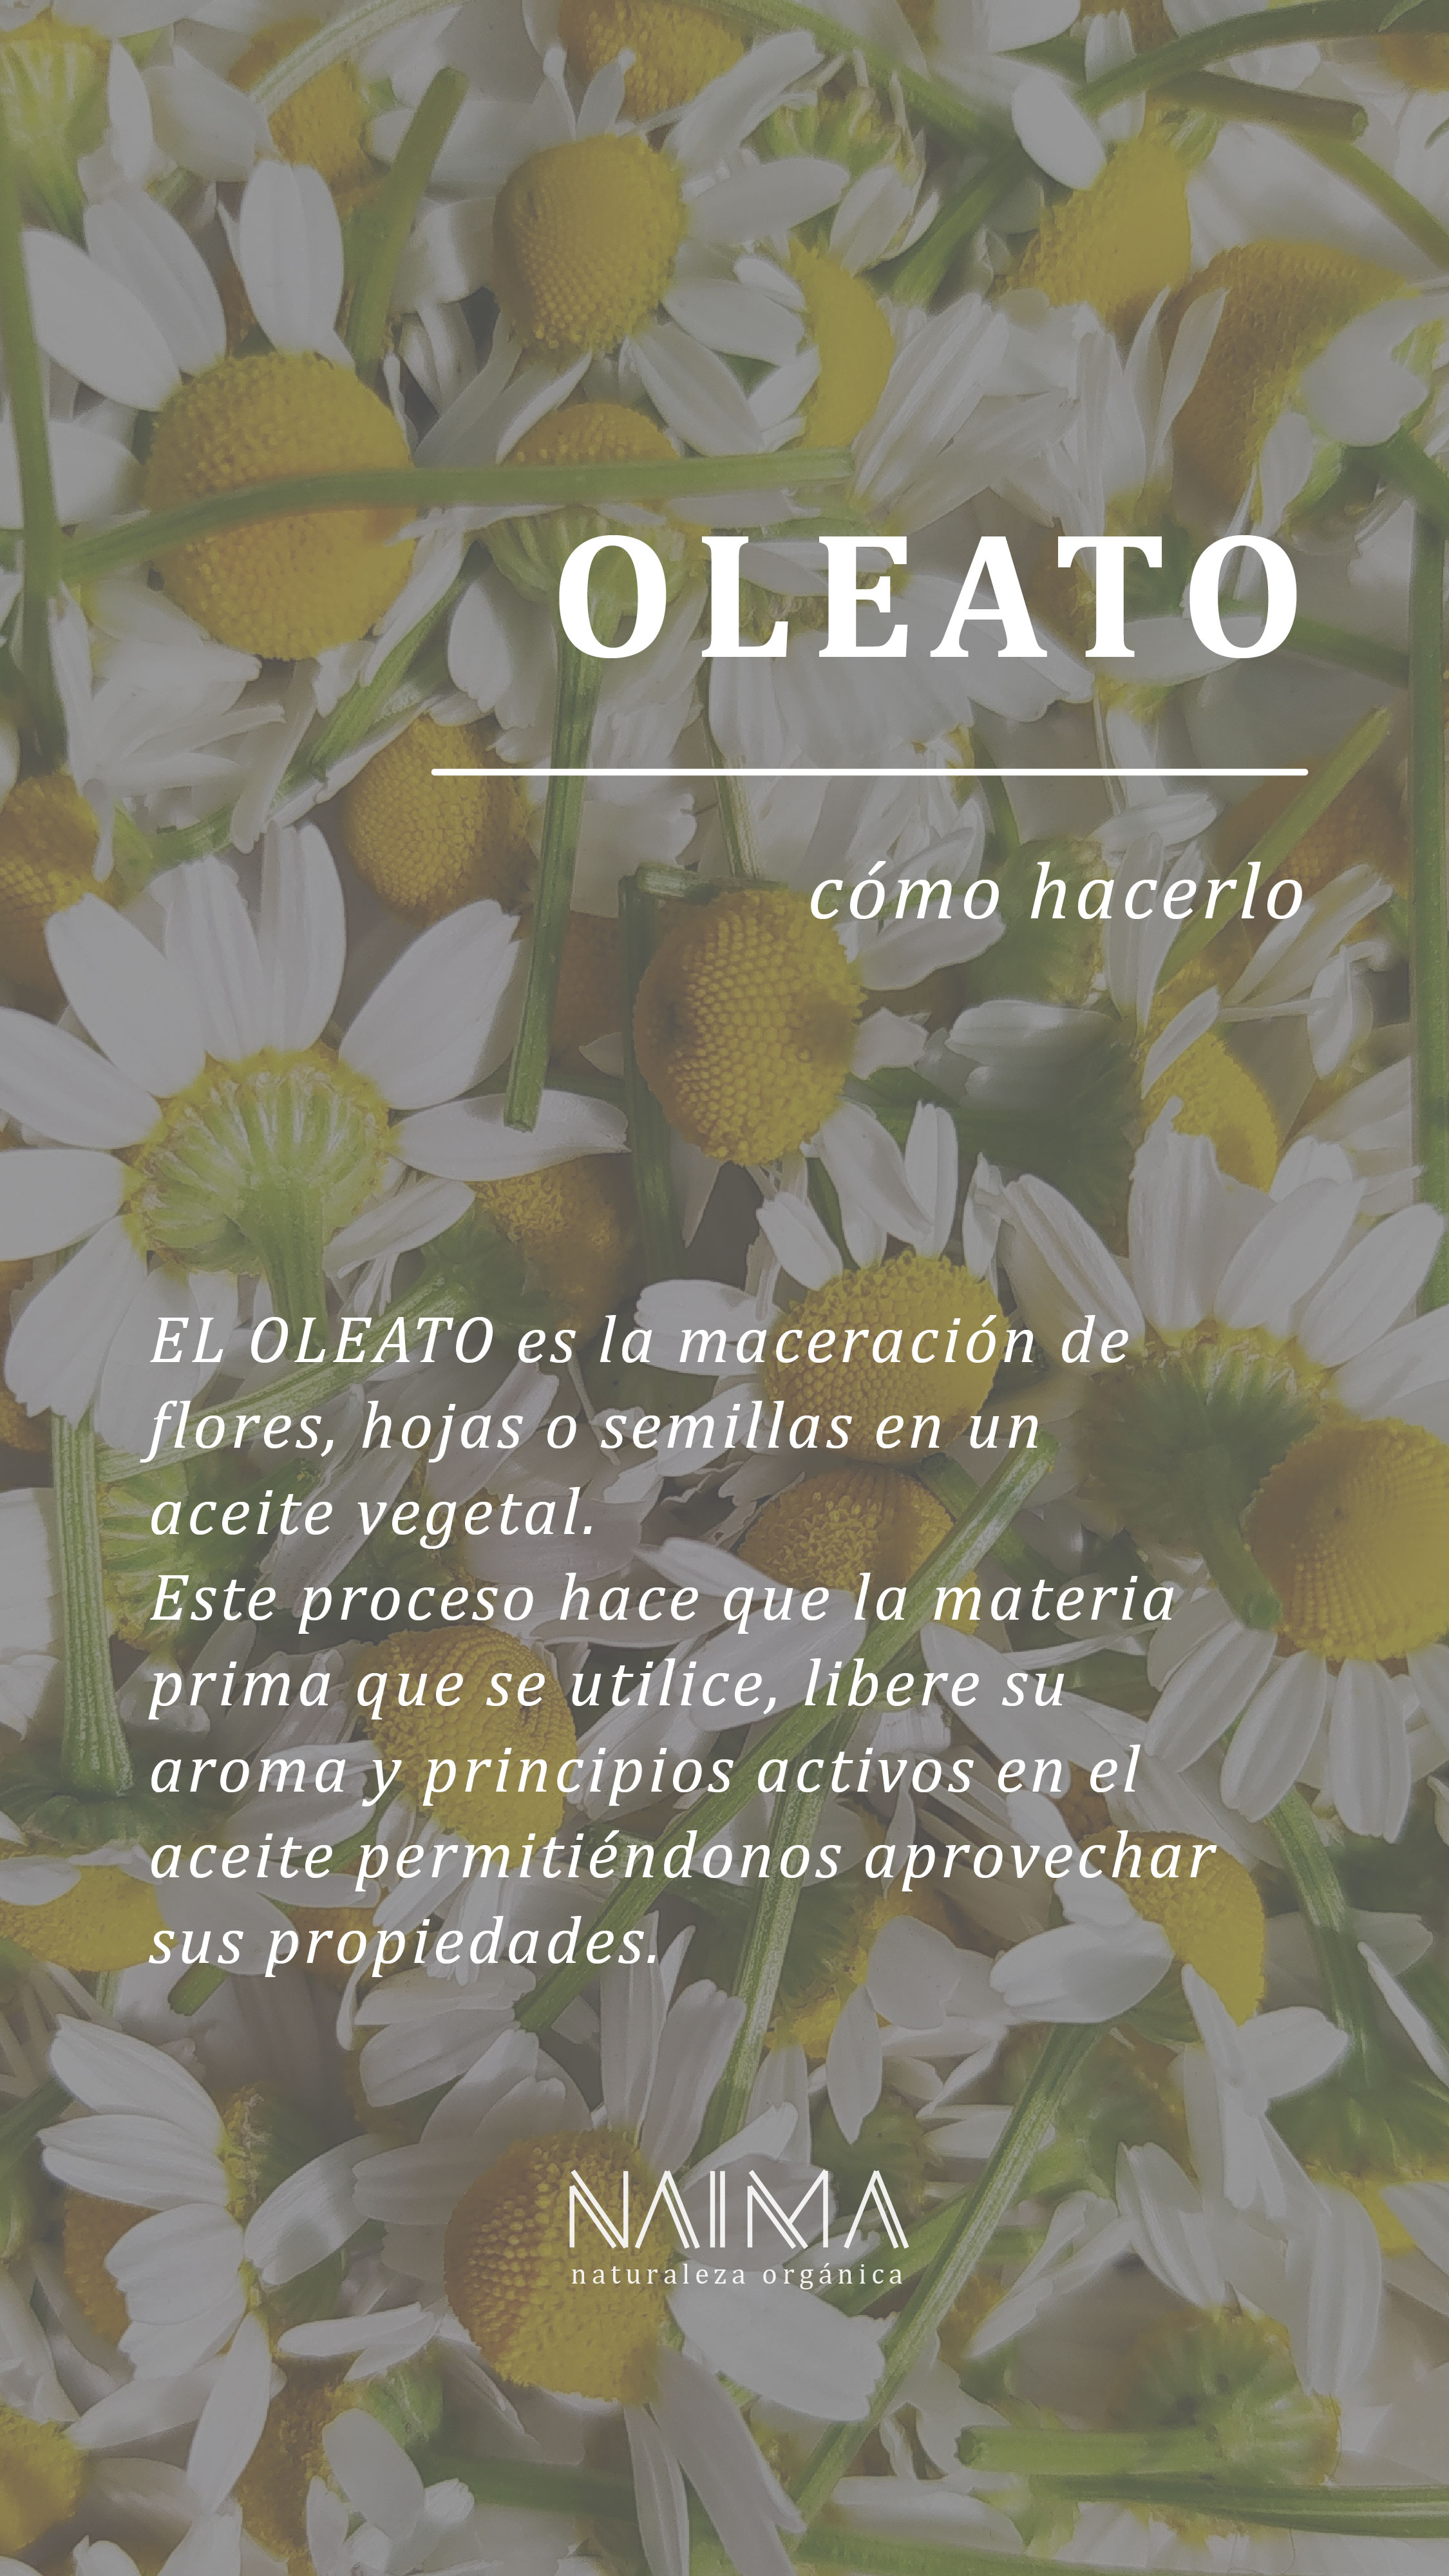 OLEATO
cómo hacerlo
EL OLEATO es la maceración de
flores, hojas o semillas en un
aceite vegetal.
Este proceso hace que la materia
prima que se utilice, libere su
aroma y principios activos en el
aceite permitiéndonos aprovechar
sus propiedades.
NAIMA
naturaleza orgánica